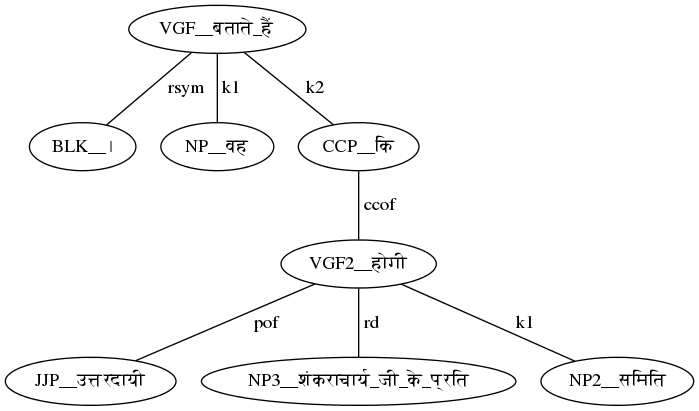 VGF__बताते_हैं
rsym k1 k2
BLK__। NP__वह CCP__कि
ccof
VGF2__होगी
pof rd k1
JJP__उत्तरदायी NP3__शंकराचार्य_जी_के_प्रति NP2__समिति